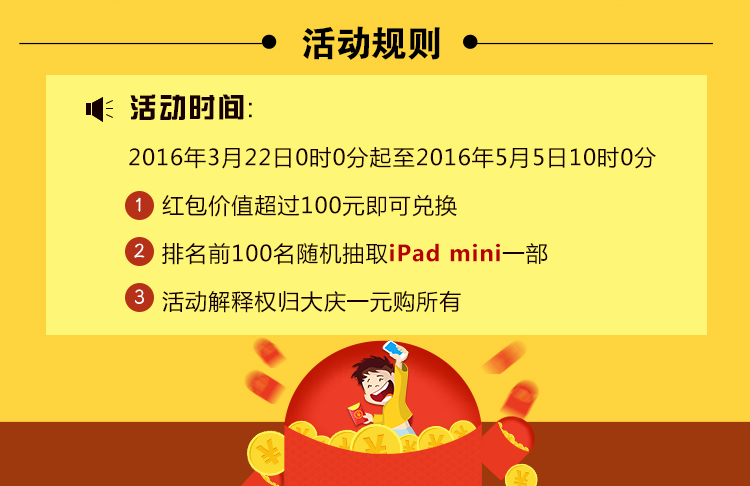 活动规则
活动时间:
2016年3月22日0时0分起至2016年5月5日10时0分
1 红包价值超过100元即可兑换
2 排名前100名随机抽取iPad mini一部
3 活动解释权归大庆一元购所有